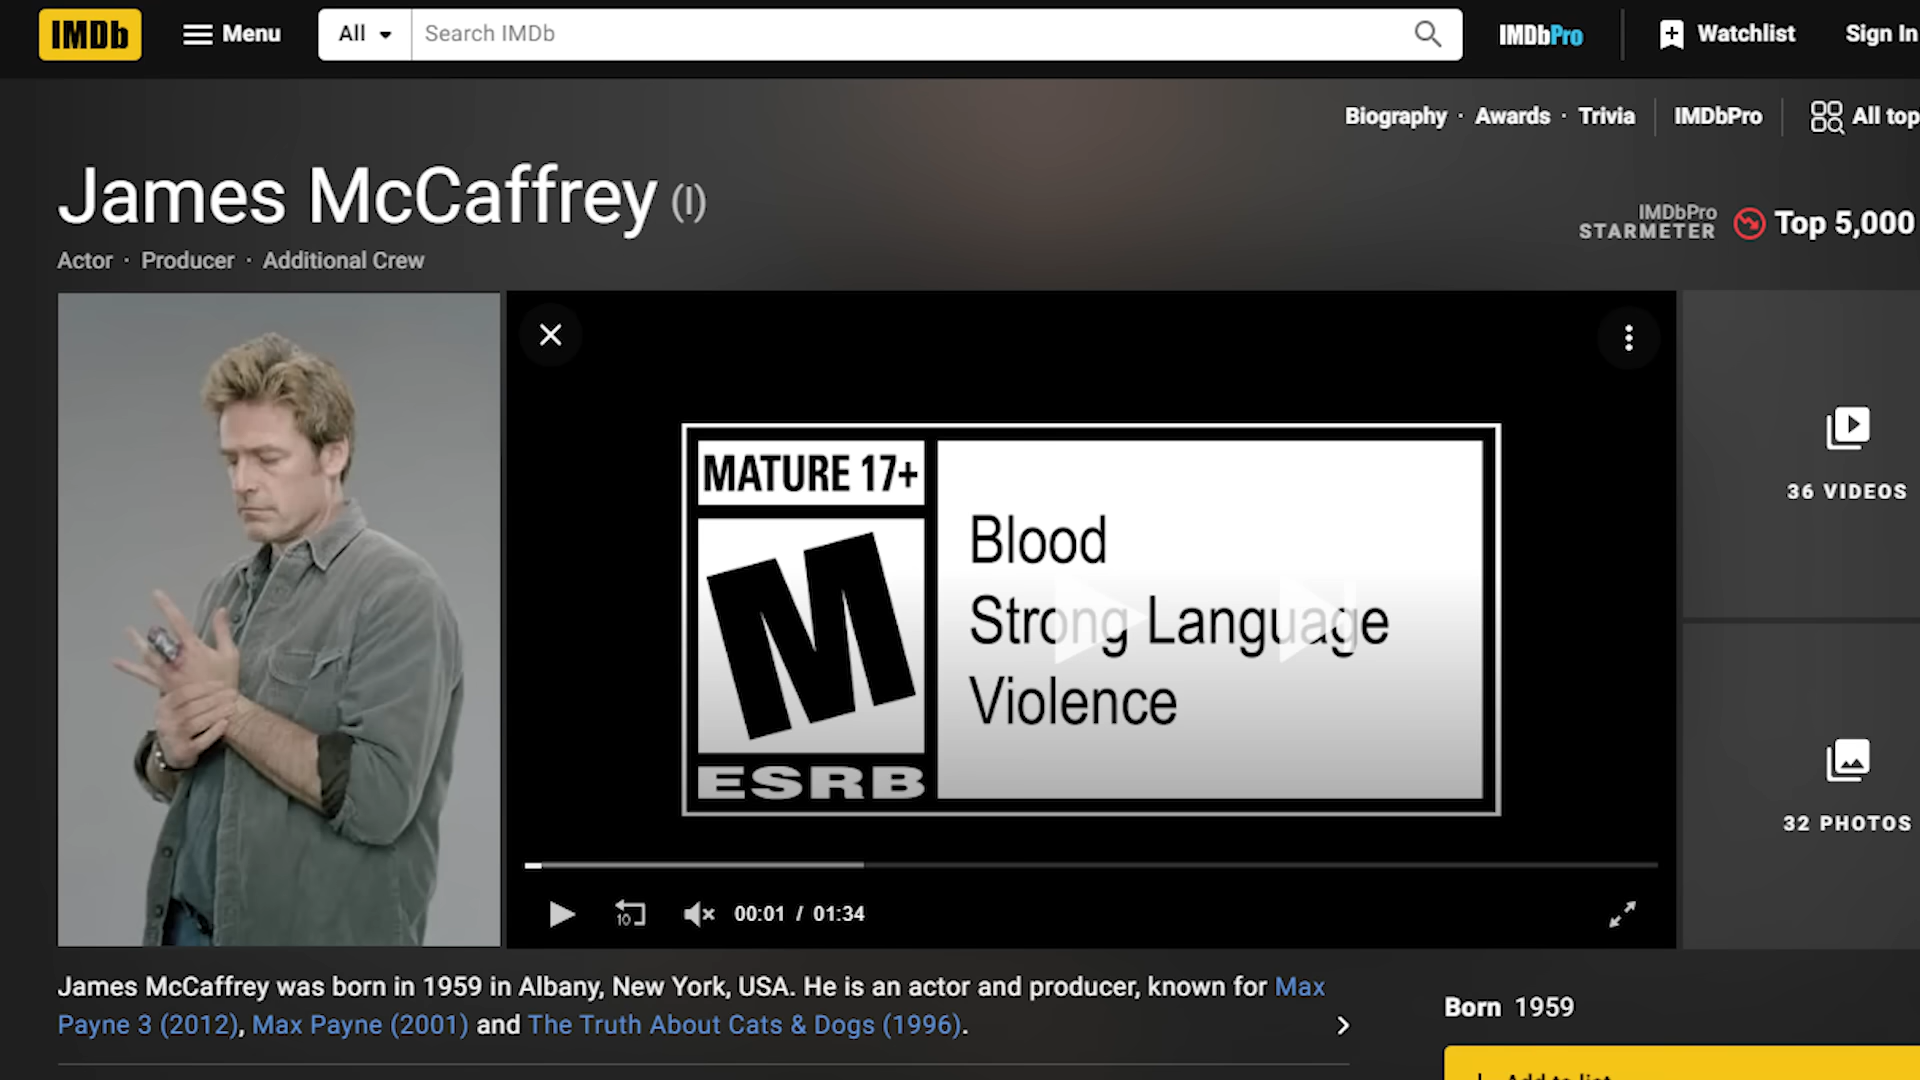 IMDb
Menu
All
Search IMDb
IMDbPro
Watchlist
Sign In
Biography · Awards · Trivia
IMDbPro
All top
James McCaffrey (I)
Actor · Producer · Additional Crew
IMDbPro
STARMETER
Top 5,000
MATURE 17+
M
ESRB
Blood
Strong Language
Violence
10
00:01 / 01:34
36 VIDEOS
32 PHOTOS
James McCaffrey was born in 1959 in Albany, New York, USA. He is an actor and producer, known for Max
Payne 3 (2012), Max Payne (2001) and The Truth About Cats & Dogs (1996).
Born 1959
Add to list